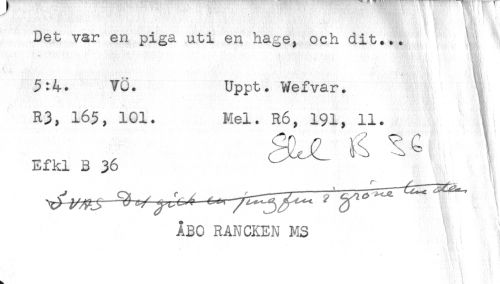 Det var en piga uti en hage, och dit...
5:4. VÖ. Uppt. Wefvar.
R3, 165, 101. Mel. R6, 191, 11.
Efkl B 36
B 36
SVAS Det gick en jungfru i gröne lunden
ÅBO RANCKEN MS